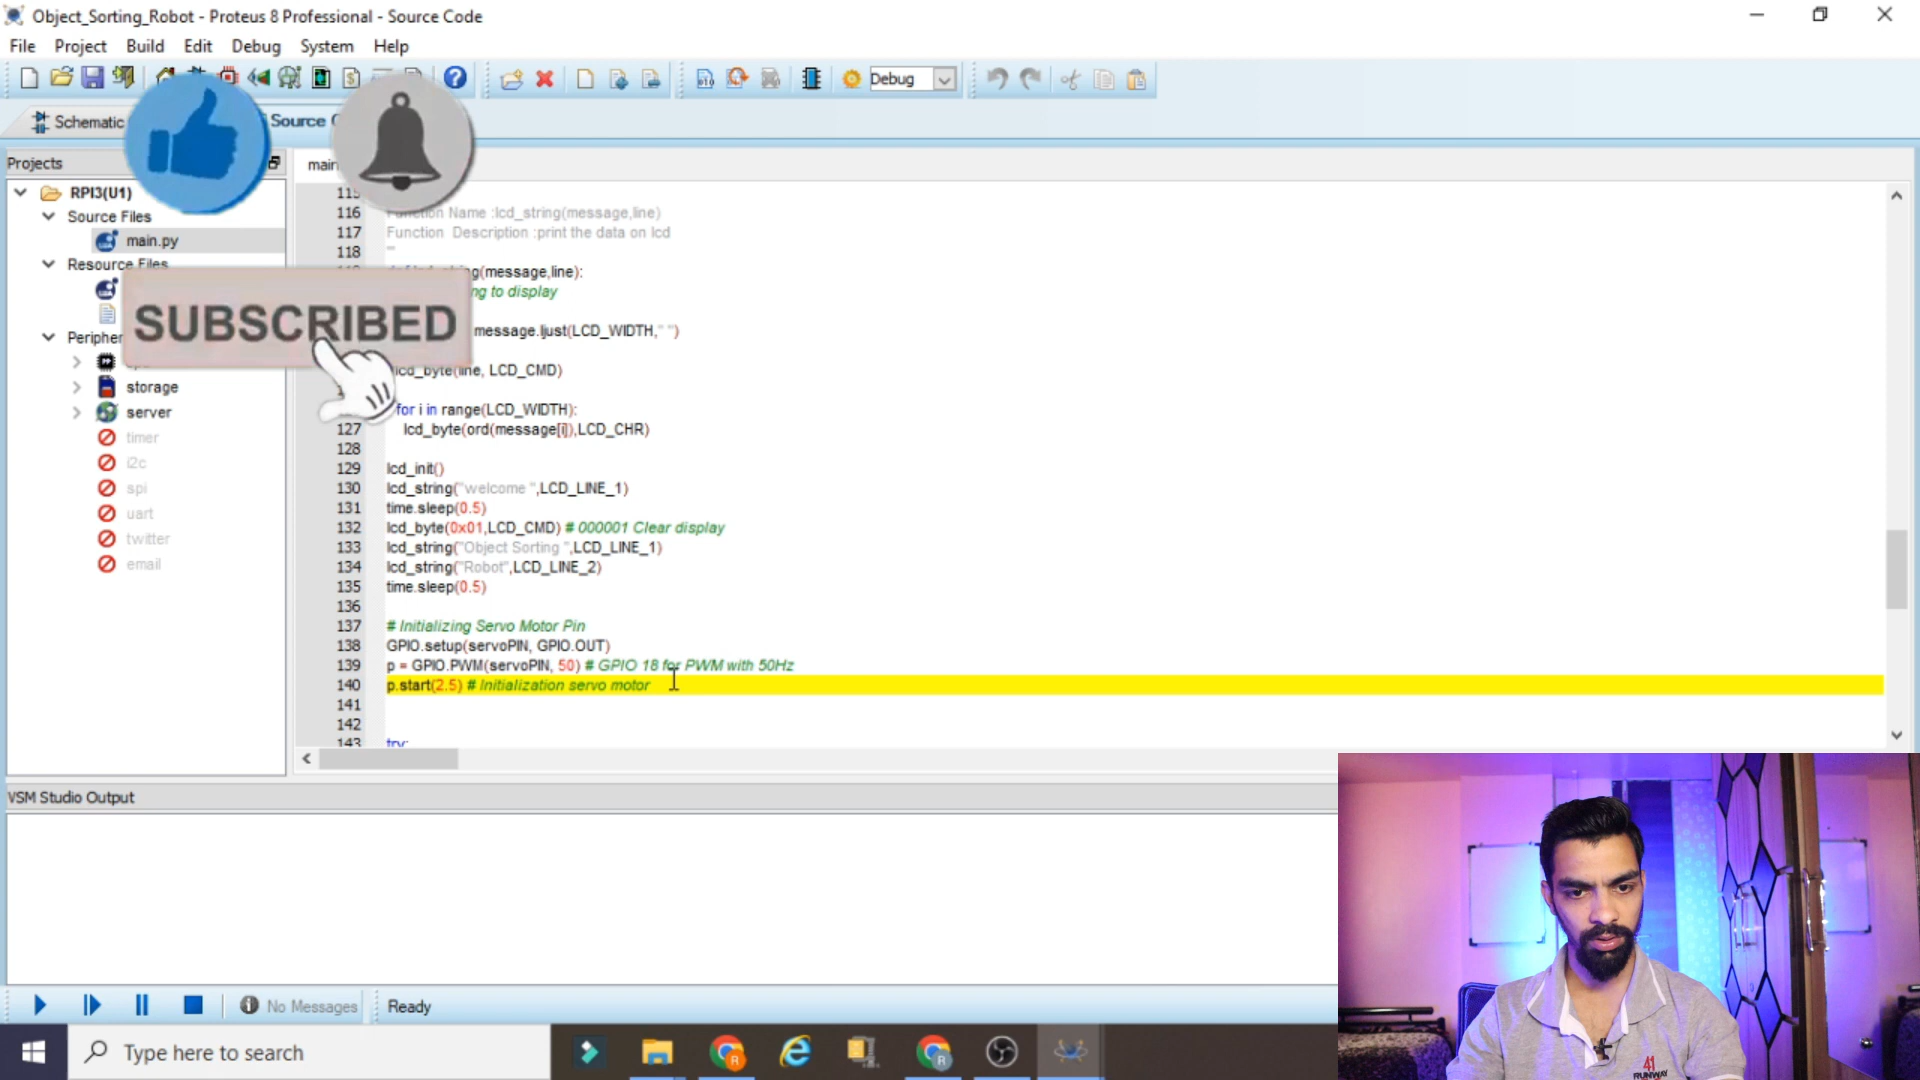 Object_Sorting_Robot - Proteus 8 Professional - Source Code
File Project Build Edit Debug System Help
Debug
Schematic
Source
Projects
main
RPI3(U1)
Source Files
main.py
Resource Files
SUBSCRIBED
storage
server
timer
i2c
spi
uart
twitter
email
115
116 Function Name :lcd_string(message,line)
117 Function Description :print the data on lcd
118 '''
(message,line):
to display
message.ljust(LCD_WIDTH," ")
lcd_byte(line, LCD_CMD)
for i in range(LCD_WIDTH):
127 lcd_byte(ord(message[i]),LCD_CHR)
128
129 lcd_init()
130 lcd_string("welcome ",LCD_LINE_1)
131 time.sleep(0.5)
132 lcd_byte(0x01,LCD_CMD) # 000001 Clear display
133 lcd_string("Object Sorting ",LCD_LINE_1)
134 lcd_string("Robot",LCD_LINE_2)
135 time.sleep(0.5)
136
137 # Initializing Servo Motor Pin
138 GPIO.setup(servoPIN, GPIO.OUT)
139 p = GPIO.PWM(servoPIN, 50) # GPIO 18 for PWM with 50Hz
140 p.start(2.5) # Initialization servo motor
141
142
143 try:
VSM Studio Output
No Messages
Ready
Type here to search
41
RUNWAY